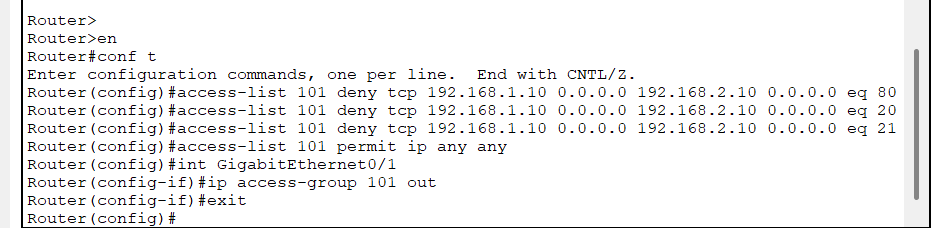 Router>
Router>en
Router#conf t
Enter configuration commands, one per line.  End with CNTL/Z.
Router(config)#access-list 101 deny tcp 192.168.1.10 0.0.0.0 192.168.2.10 0.0.0.0 eq 80
Router(config)#access-list 101 deny tcp 192.168.1.10 0.0.0.0 192.168.2.10 0.0.0.0 eq 20
Router(config)#access-list 101 deny tcp 192.168.1.10 0.0.0.0 192.168.2.10 0.0.0.0 eq 21
Router(config)#access-list 101 permit ip any any
Router(config)#int GigabitEthernet0/1
Router(config-if)#ip access-group 101 out
Router(config-if)#exit
Router(config)#